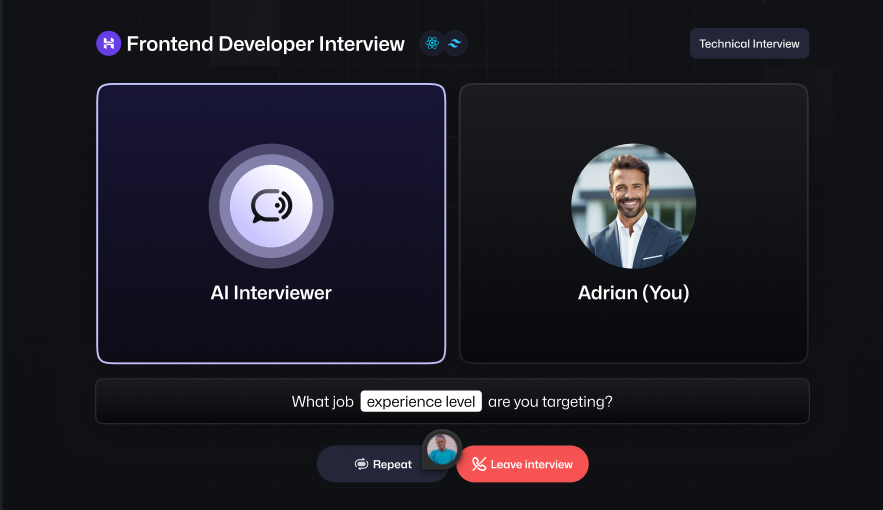 Frontend Developer Interview
Technical Interview
AI Interviewer
Adrian (You)
What job experience level are you targeting?
Repeat
Leave interview